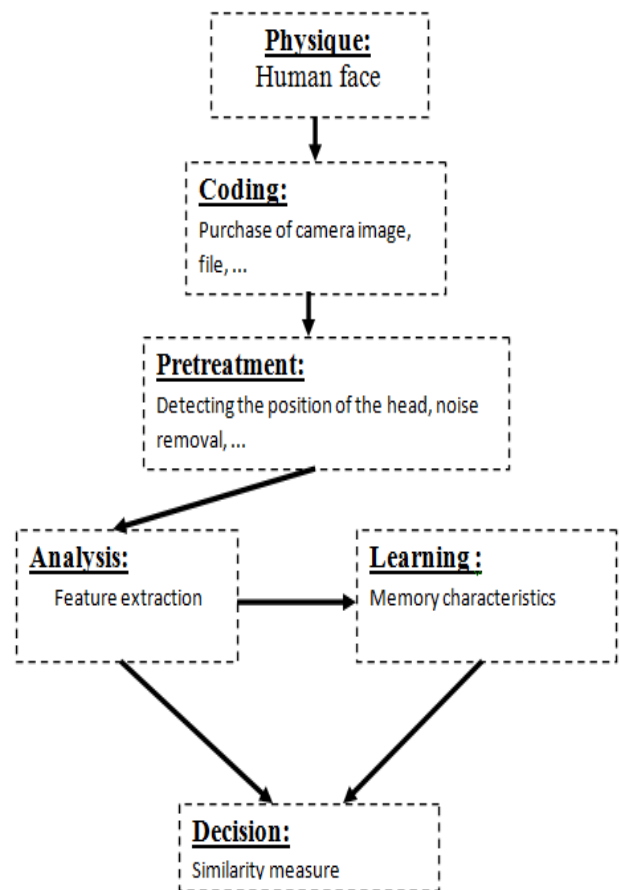 Physique:
Human face
Coding:
Purchase of camera image,
file, ...
Pretreatment:
Detecting the position of the head, noise
removal, ...
Analysis:
Feature extraction
Learning :
Memory characteristics
Decision:
Similarity measure